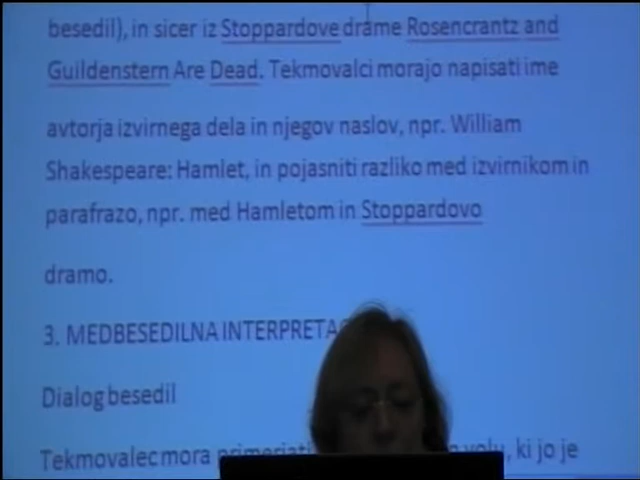 besedil), in sicer iz Stoppardove drame Rosencrantz and
Guildenstern Are Dead. Tekmovalci morajo napisati ime
avtorja izvirnega dela in njegov naslov, npr. William
Shakespeare: Hamlet, in pojasniti razliko med izvirnikom in
parafrazo, npr. med Hamletom in Stoppardovo
dramo.
3. MEDBESEDILNA
Dialog besedil
Tekmovalec mora primerjati ki jo je